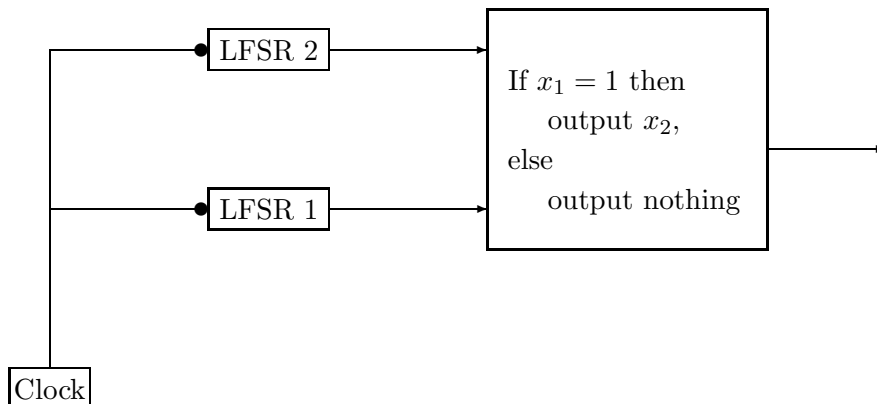 LFSR 2
If x₁ = 1 then
output x₂,
else
output nothing
LFSR 1
Clock